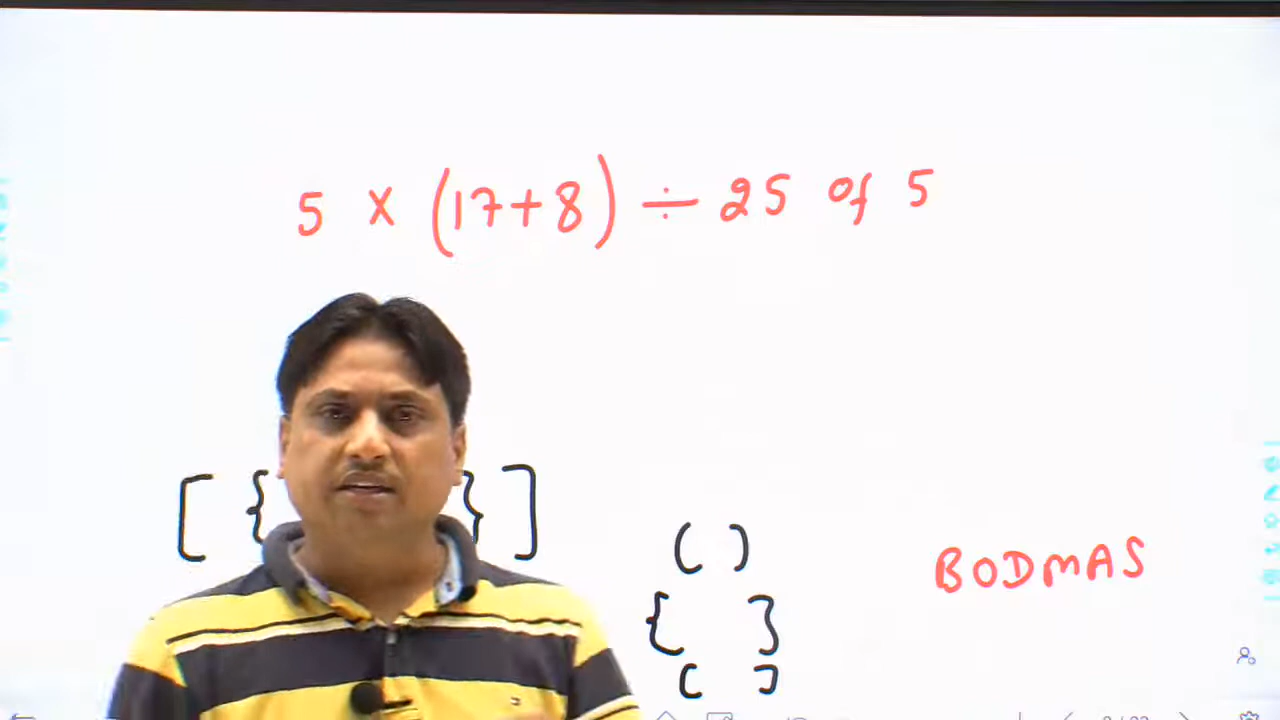 5 × (17+8) ÷ 25 of 5
[ { } ]
( )
BODMAS
{ }
[ ]